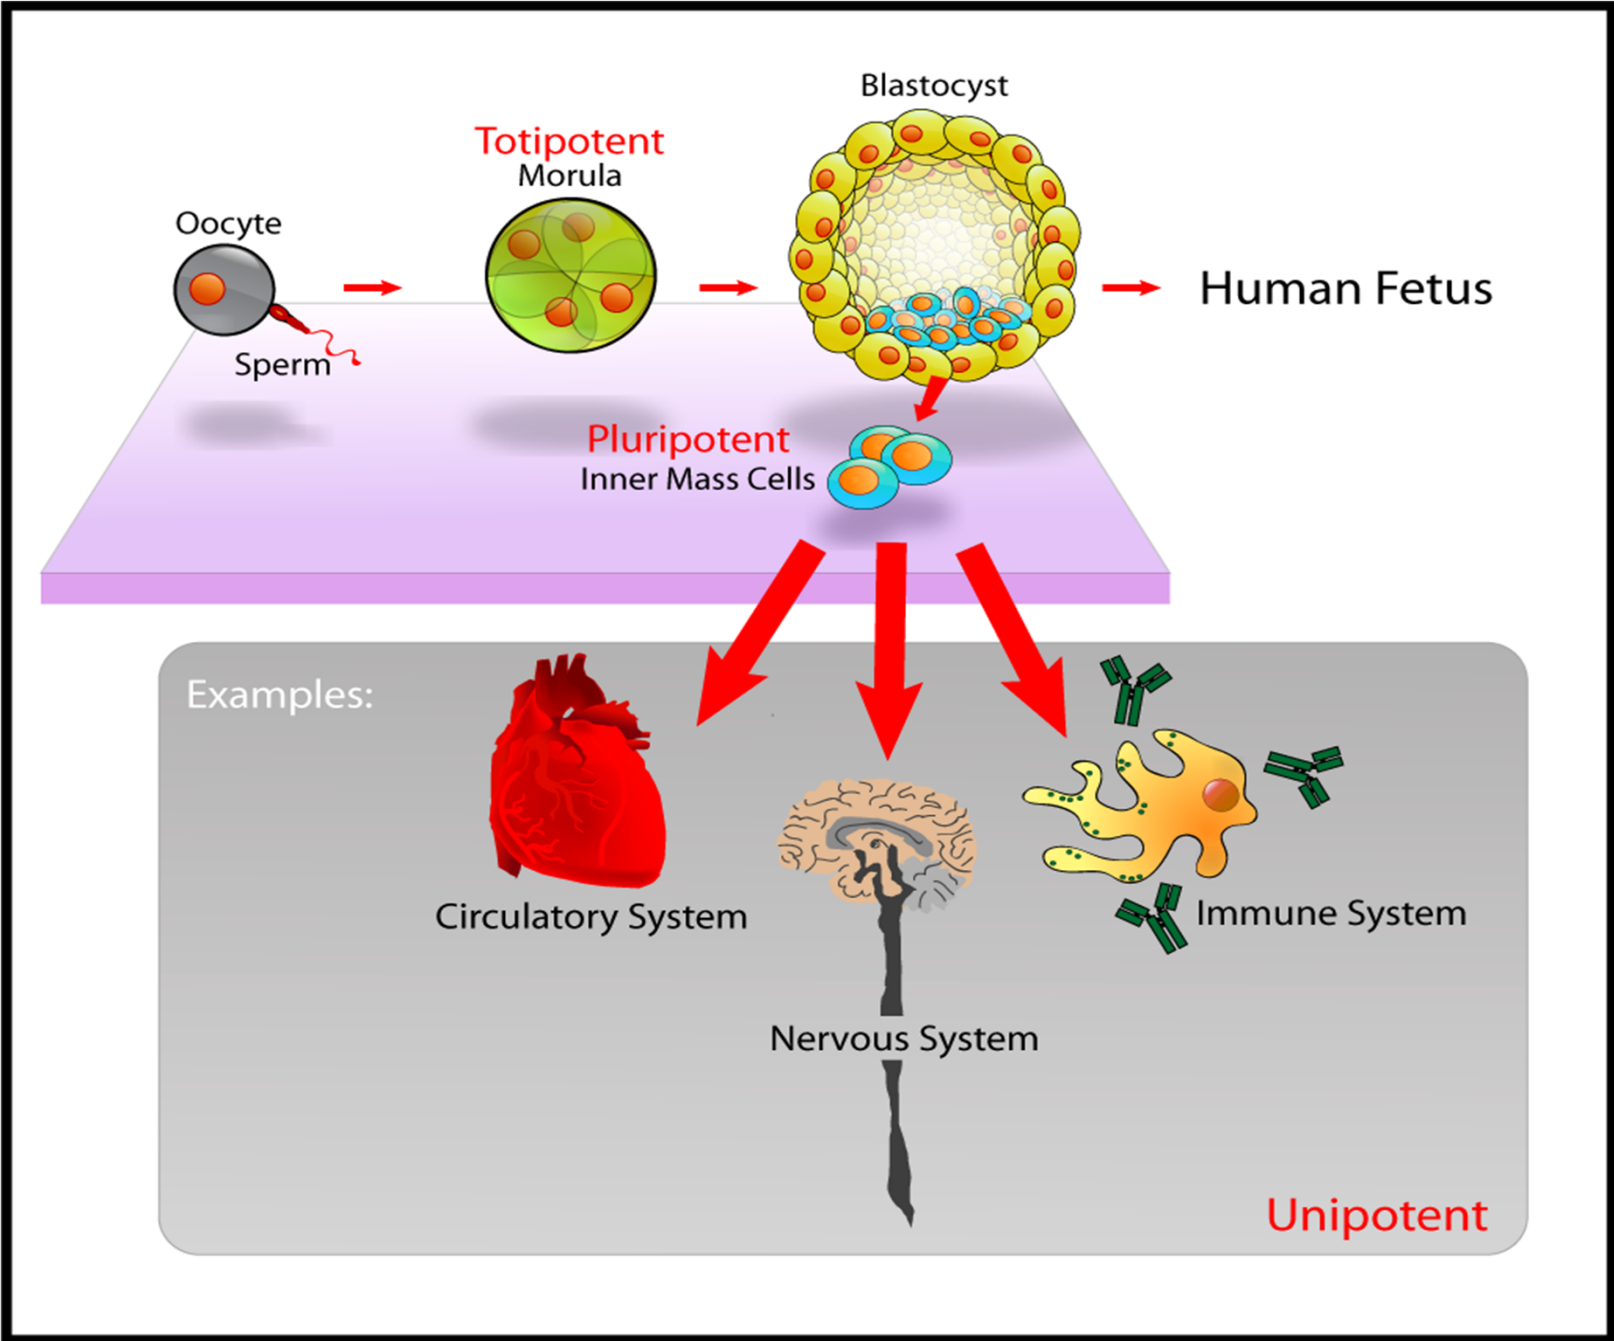 Blastocyst
Totipotent
Morula
Oocyte
Sperm
Human Fetus
Pluripotent
Inner Mass Cells
Examples:
Circulatory System
Immune System
Nervous System
Unipotent